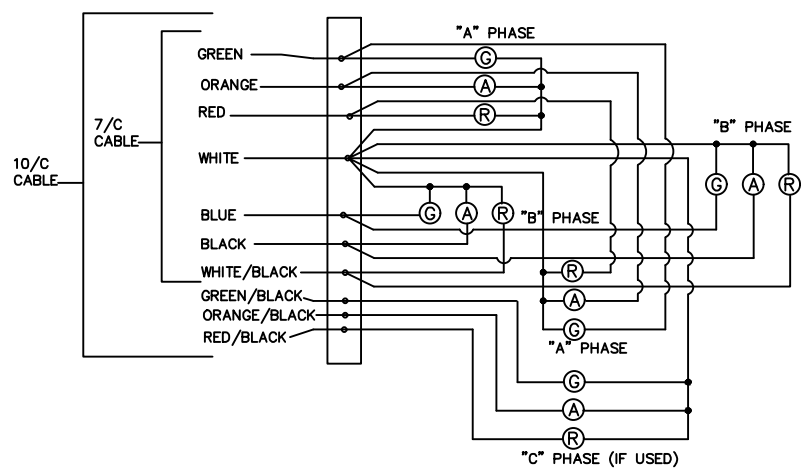 "A" PHASE
GREEN
G
ORANGE
A
7/C
CABLE
RED
R
"B" PHASE
10/C
CABLE
WHITE
G A R
BLUE
G A R
"B" PHASE
BLACK
WHITE/BLACK
R
GREEN/BLACK
A
ORANGE/BLACK
RED/BLACK
G
"A" PHASE
G
A
R
"C" PHASE (IF USED)